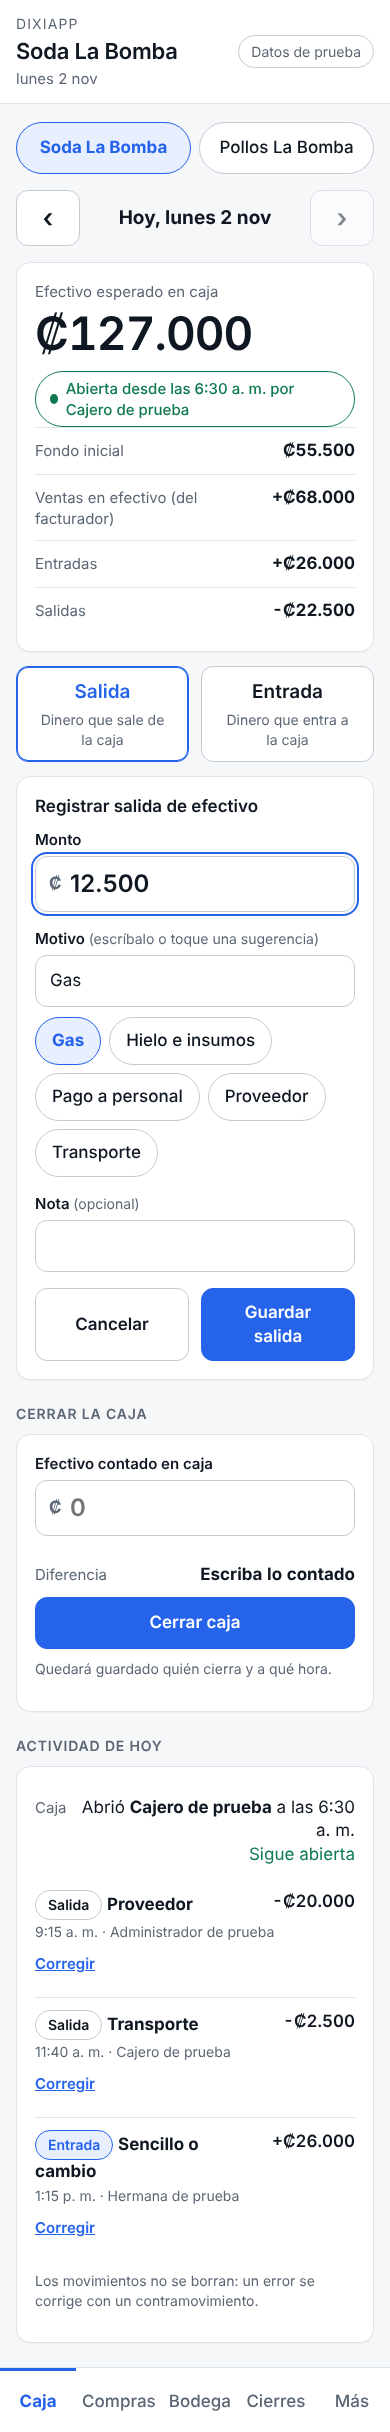 DIXIAPP
Soda La Bomba
lunes 2 nov
Datos de prueba
Soda La Bomba
Pollos La Bomba
‹
Hoy, lunes 2 nov
›
Efectivo esperado en caja
₡127.000
Abierta desde las 6:30 a. m. por
Cajero de prueba
Fondo inicial ₡55.500
Ventas en efectivo (del +₡68.000
facturador)
Entradas +₡26.000
Salidas -₡22.500
Salida
Dinero que sale de
la caja
Entrada
Dinero que entra a
la caja
Registrar salida de efectivo
Monto
₡ 12.500
Motivo (escríbalo o toque una sugerencia)
Gas
Gas
Hielo e insumos
Pago a personal
Proveedor
Transporte
Nota (opcional)
Cancelar
Guardar
salida
CERRAR LA CAJA
Efectivo contado en caja
₡ 0
Diferencia Escriba lo contado
Cerrar caja
Quedará guardado quién cierra y a qué hora.
ACTIVIDAD DE HOY
Caja Abrió Cajero de prueba a las 6:30
a. m.
Sigue abierta
Salida Proveedor -₡20.000
9:15 a. m. · Administrador de prueba
Corregir
Salida Transporte -₡2.500
11:40 a. m. · Cajero de prueba
Corregir
Entrada Sencillo o +₡26.000
cambio
1:15 p. m. · Hermana de prueba
Corregir
Los movimientos no se borran: un error se
corrige con un contramovimiento.
Caja Compras Bodega Cierres Más